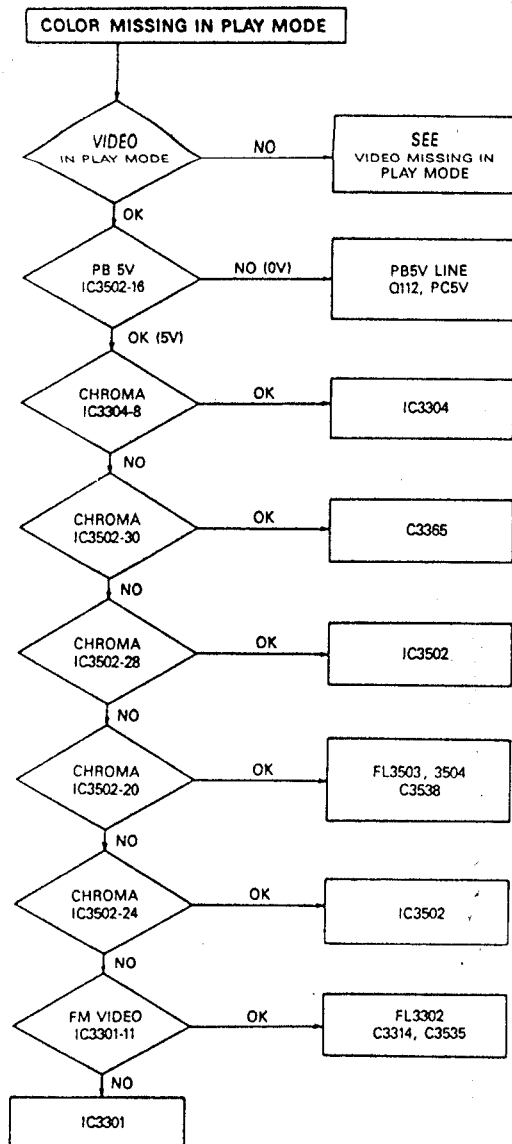 COLOR MISSING IN PLAY MODE
VIDEO
IN PLAY MODE
NO
SEE
VIDEO MISSING IN
PLAY MODE
OK
PB 5V
IC3502-16
NO (0V)
PB5V LINE
Q112, PC5V
OK (5V)
CHROMA
IC3304-8
OK
IC3304
NO
CHROMA
IC3502-30
OK
C3365
NO
CHROMA
IC3502-28
OK
IC3502
NO
CHROMA
IC3502-20
OK
FL3503, 3504
C3538
NO
CHROMA
IC3502-24
OK
IC3502
NO
FM VIDEO
IC3301-11
OK
FL3302
C3314, C3535
NO
IC3301